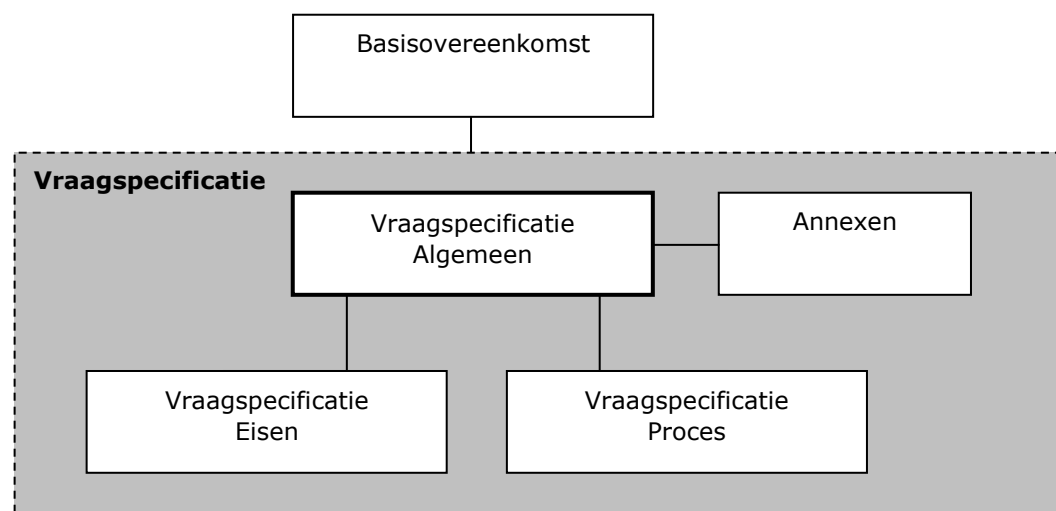 Basisovereenkomst
Vraagspecificatie
Vraagspecificatie
Algemeen
Annexen
Vraagspecificatie
Eisen
Vraagspecificatie
Proces